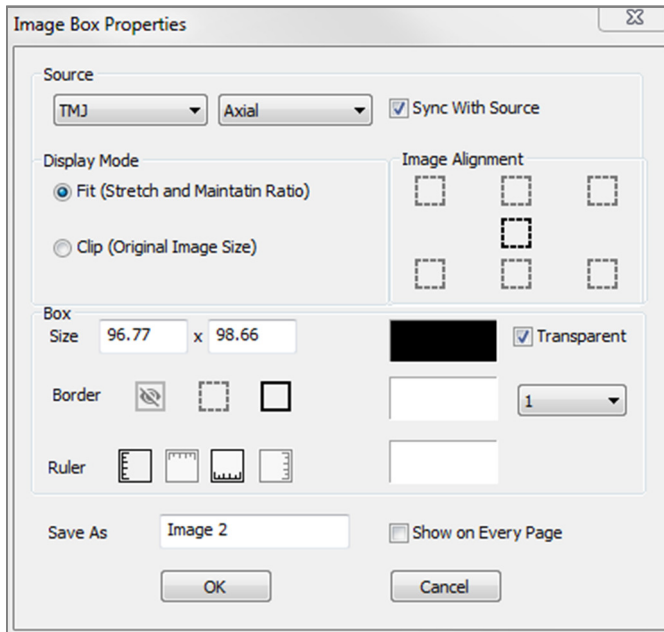 Image Box Properties
Source
TMJ Axial Sync With Source
Display Mode Image Alignment
Fit (Stretch and Maintatin Ratio)
Clip (Original Image Size)
Box
Size 96.77 x 98.66 Transparent
Border 1
Ruler
Save As Image 2 Show on Every Page
OK Cancel